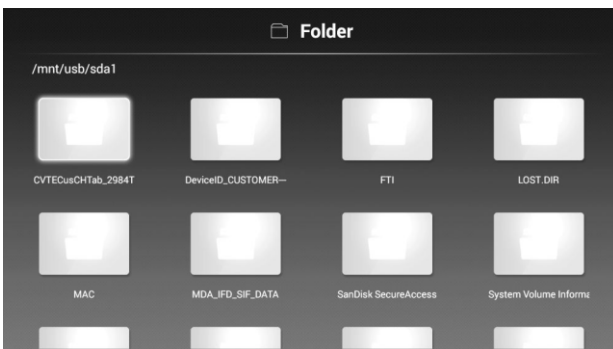 Folder
/mnt/usb/sda1
CVTECusCHTab_2984T
DeviceID_CUSTOMER—
FTI
LOST.DIR
MAC
MDA_IFD_SIF_DATA
SanDisk SecureAccess
System Volume Informa